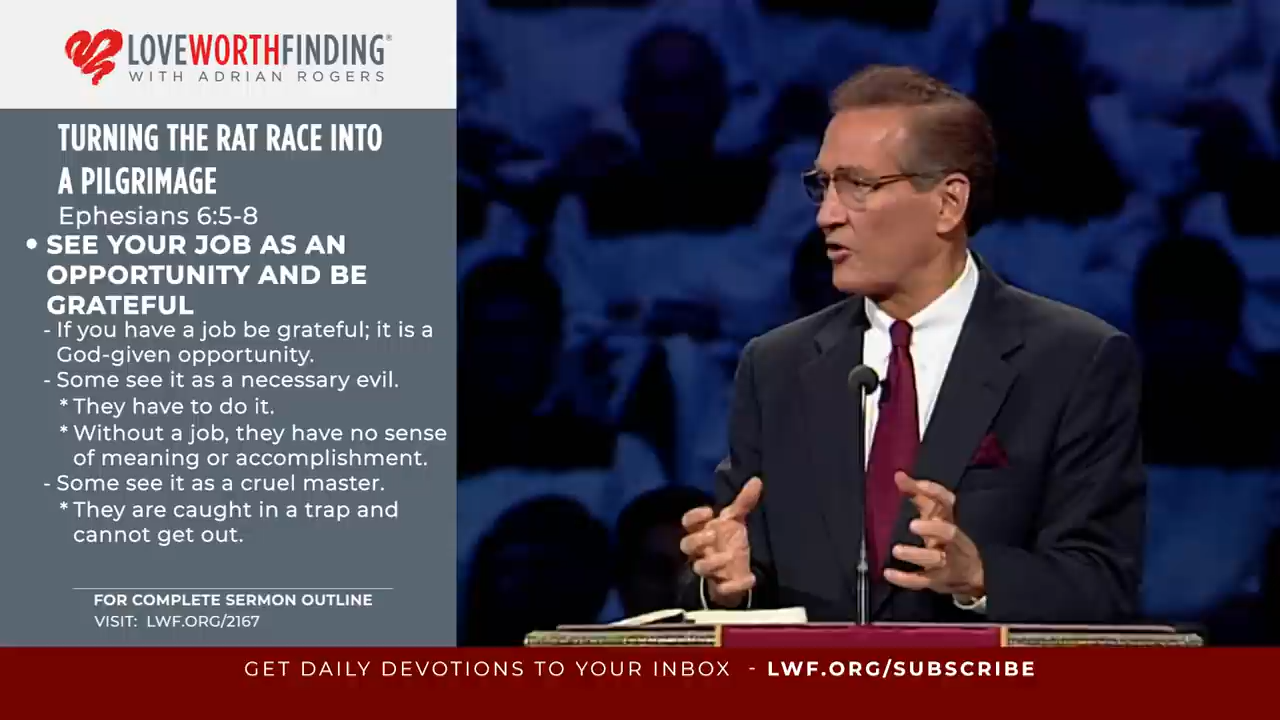 LOVEWORTHFINDING®
WITH ADRIAN ROGERS
TURNING THE RAT RACE INTO
A PILGRIMAGE
Ephesians 6:5-8
• SEE YOUR JOB AS AN
OPPORTUNITY AND BE
GRATEFUL
- If you have a job be grateful; it is a
God-given opportunity.
- Some see it as a necessary evil.
* They have to do it.
* Without a job, they have no sense
of meaning or accomplishment.
- Some see it as a cruel master.
* They are caught in a trap and
cannot get out.
FOR COMPLETE SERMON OUTLINE
VISIT: LWF.ORG/2167
GET DAILY DEVOTIONS TO YOUR INBOX - LWF.ORG/SUBSCRIBE